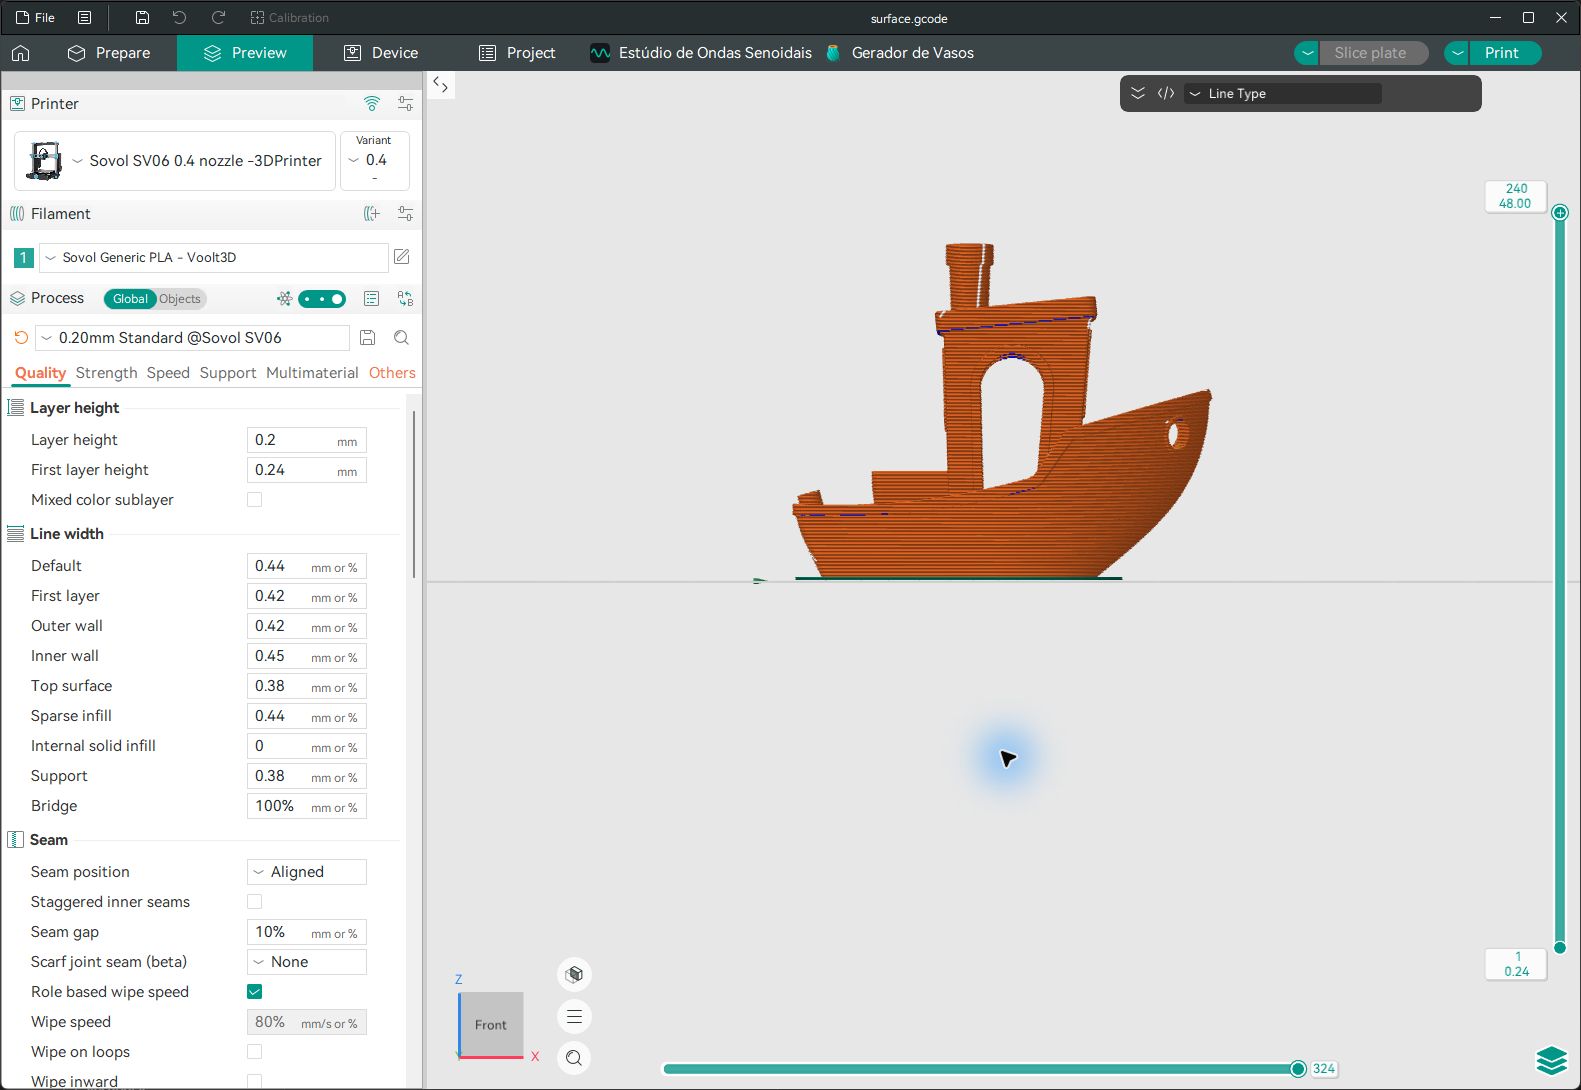 File
Calibration
surface.gcode
Prepare
Preview
Device
Project
Estúdio de Ondas Senoidais
Gerador de Vasos
Slice plate
Print
Printer
Sovol SV06 0.4 nozzle -3DPrinter
Variant
0.4
-
Filament
1
Sovol Generic PLA - Voolt3D
Process
Global
Objects
0.20mm Standard @Sovol SV06
Quality
Strength
Speed
Support
Multimaterial
Others
Layer height
Layer height 0.2 mm
First layer height 0.24 mm
Mixed color sublayer
Line width
Default 0.44 mm or %
First layer 0.42 mm or %
Outer wall 0.42 mm or %
Inner wall 0.45 mm or %
Top surface 0.38 mm or %
Sparse infill 0.44 mm or %
Internal solid infill 0 mm or %
Support 0.38 mm or %
Bridge 100% mm or %
Seam
Seam position Aligned
Staggered inner seams
Seam gap 10% mm or %
Scarf joint seam (beta) None
Role based wipe speed
Wipe speed 80% mm/s or %
Wipe on loops
Wipe inward
Line Type
240
48.00
1
0.24
Z
Front
Y
X
324